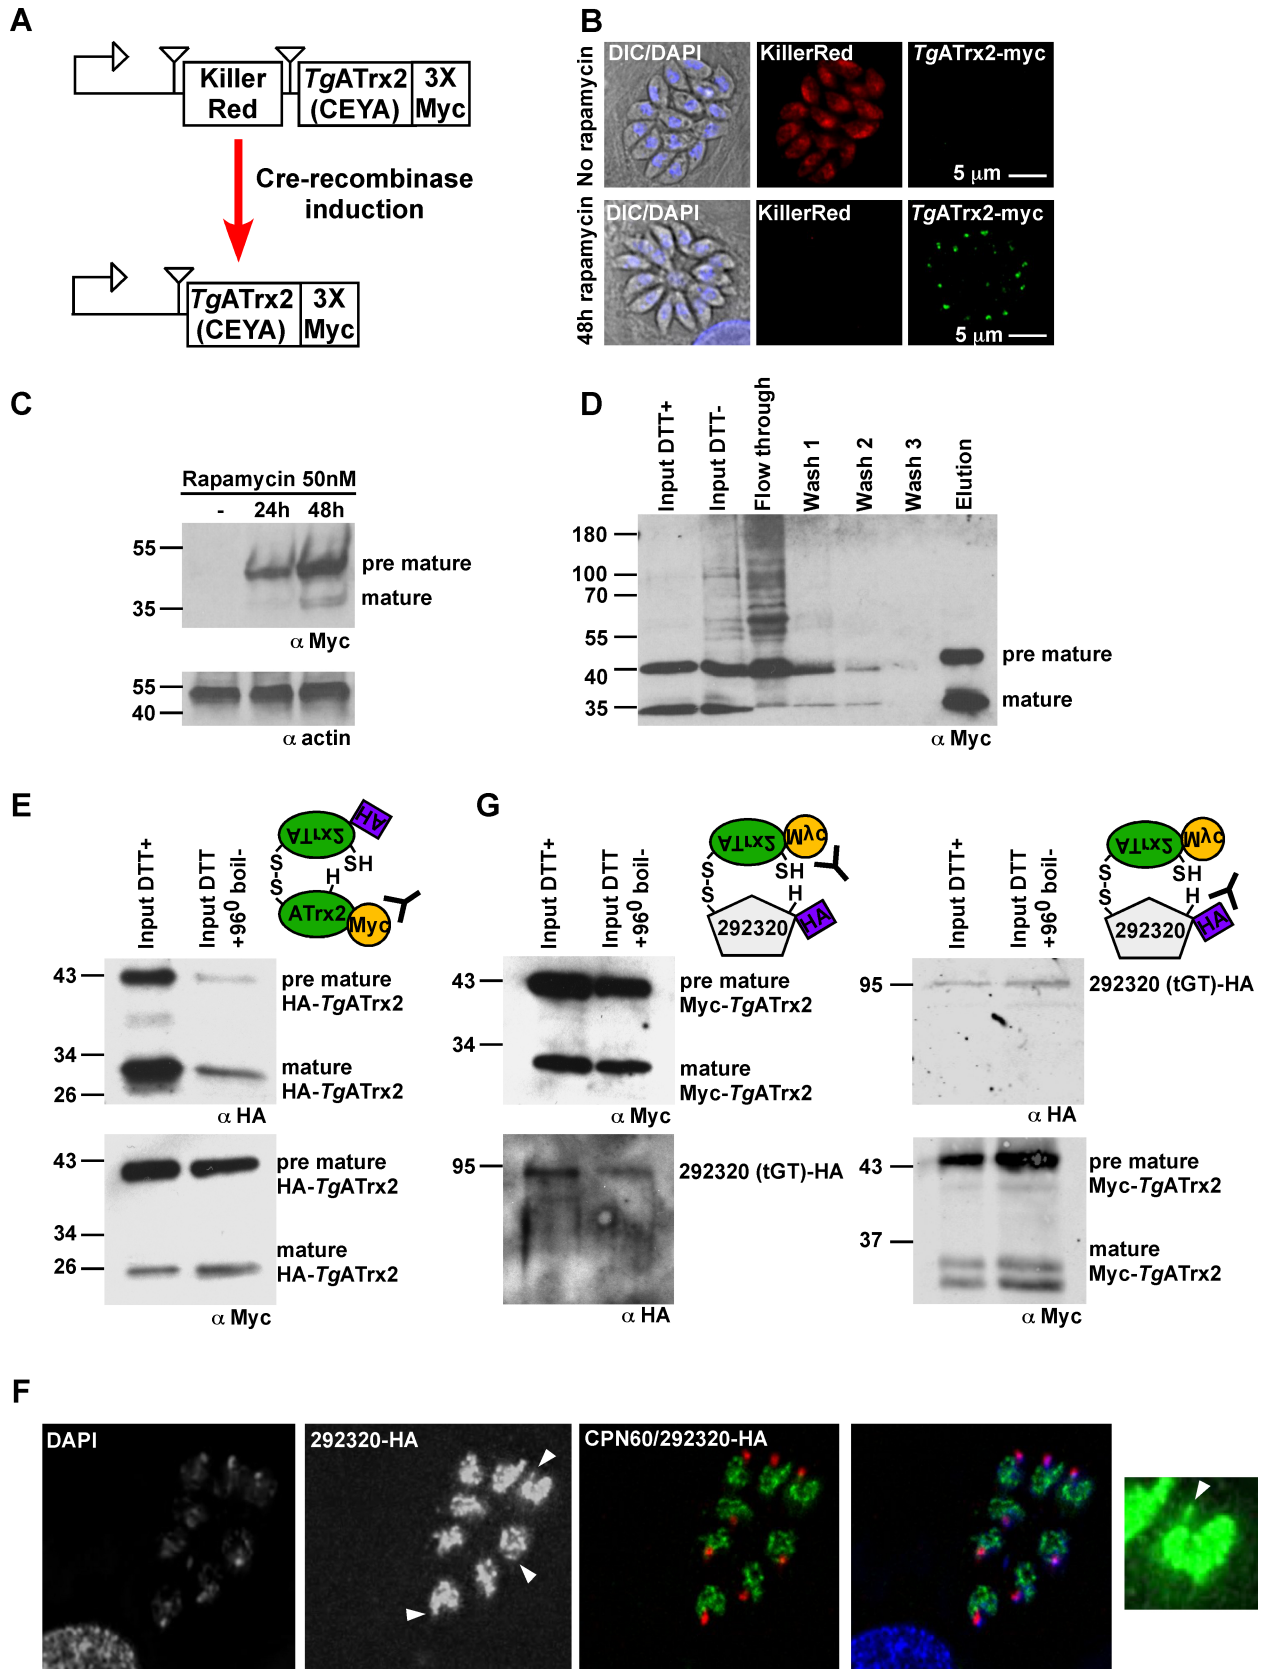 A
Killer
Red
TgATrx2
(CEYA)
3X
Myc
Cre-recombinase
induction
TgATrx2
(CEYA)
3X
Myc
B
No rapamycin
DIC/DAPI
KillerRed
TgATrx2-myc
5 μm
48h rapamycin
DIC/DAPI
KillerRed
TgATrx2-myc
5 μm
C
Rapamycin 50nM
- 24h 48h
55
35
pre mature
mature
α Myc
55
40
α actin
D
Input DTT+
Input DTT-
Flow through
Wash 1
Wash 2
Wash 3
Elution
180
100
70
55
40
35
pre mature
mature
α Myc
E
Input DTT+
Input DTT
+96⁰ boil-
ATrx2
HA
S
S
SH
H
ATrx2
Myc
43
34
26
pre mature
HA-TgATrx2
mature
HA-TgATrx2
α HA
43
34
26
pre mature
HA-TgATrx2
mature
HA-TgATrx2
α Myc
G
Input DTT+
Input DTT
+96⁰ boil-
ATrx2
Myc
S
S
SH
H
292320
HA
43
34
pre mature
Myc-TgATrx2
mature
Myc-TgATrx2
α Myc
95
292320 (tGT)-HA
α HA
Input DTT+
Input DTT
+96⁰ boil-
ATrx2
Myc
S
S
SH
H
292320
HA
95
292320 (tGT)-HA
α HA
43
37
pre mature
Myc-TgATrx2
mature
Myc-TgATrx2
α Myc
F
DAPI
292320-HA
CPN60/292320-HA